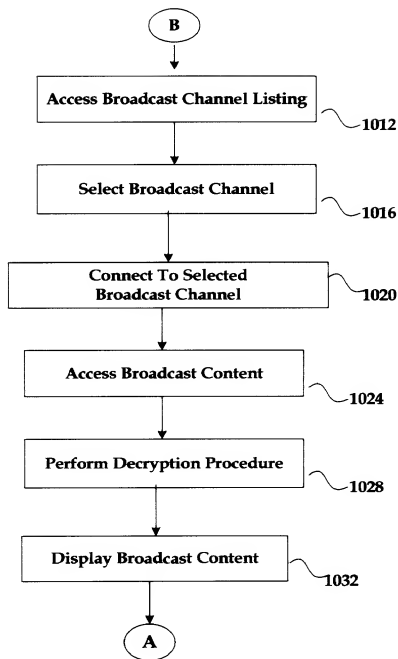 B
Access Broadcast Channel Listing
1012
Select Broadcast Channel
1016
Connect To Selected
Broadcast Channel
1020
Access Broadcast Content
1024
Perform Decryption Procedure
1028
Display Broadcast Content
1032
A